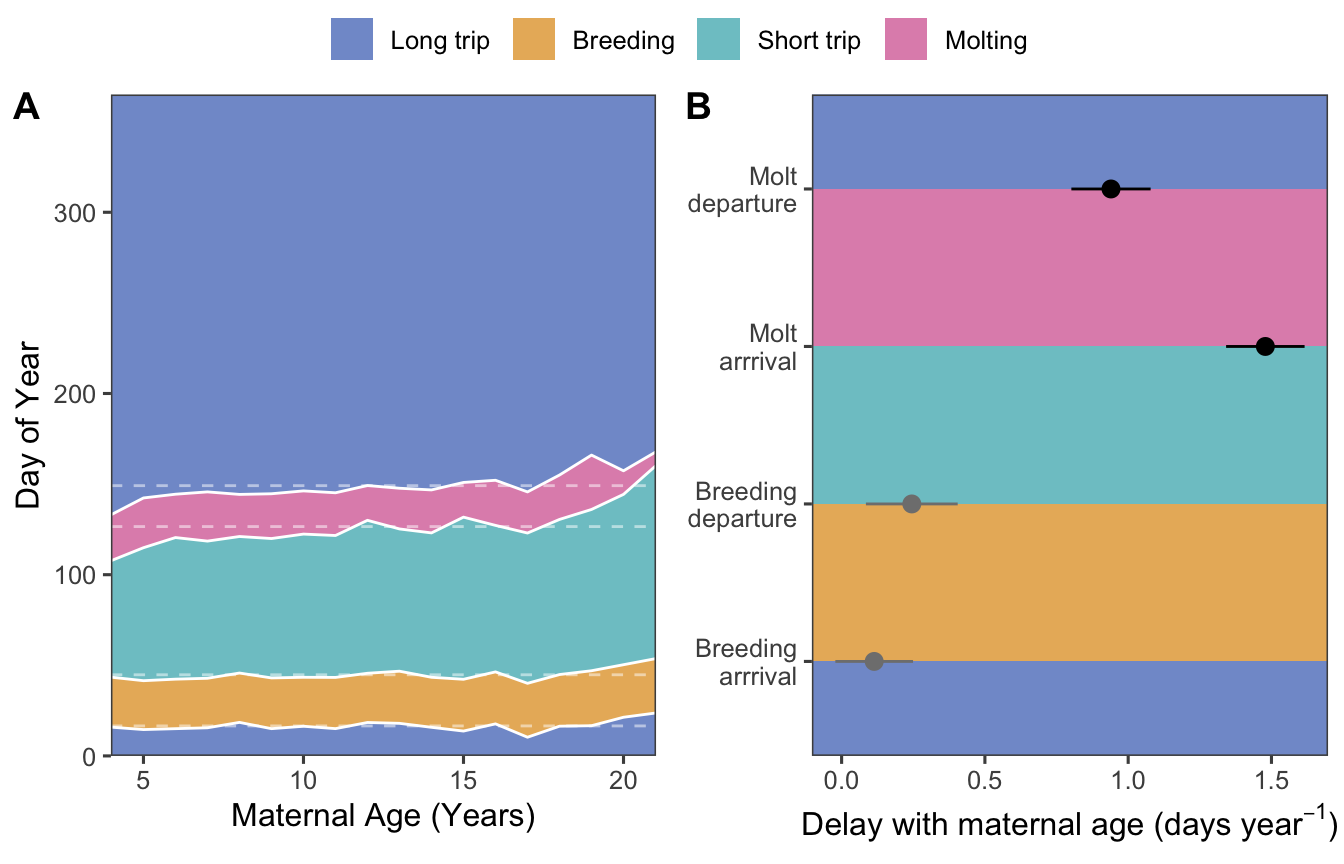 Long trip Breeding Short trip Molting
A
B
Day of Year
300
200
100
0
5 10 15 20
Maternal Age (Years)
Molt
departure
Molt
arrrival
Breeding
departure
Breeding
arrrival
0.0 0.5 1.0 1.5
Delay with maternal age (days year⁻¹)